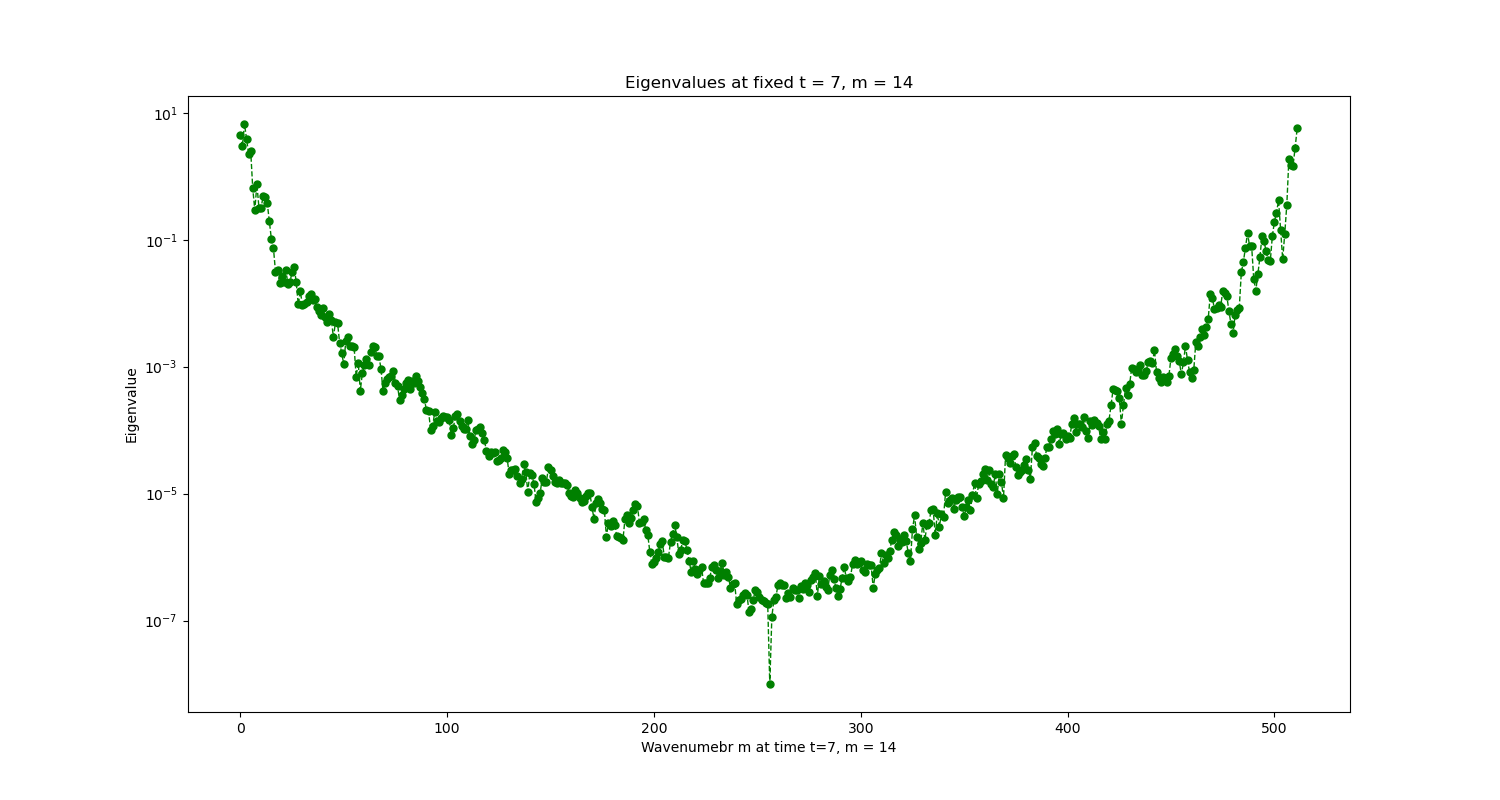 Eigenvalues at fixed t = 7, m = 14
10^1
10^-1
10^-3
10^-5
10^-7
Eigenvalue
0 100 200 300 400 500
Wavenumebr m at time t=7, m = 14